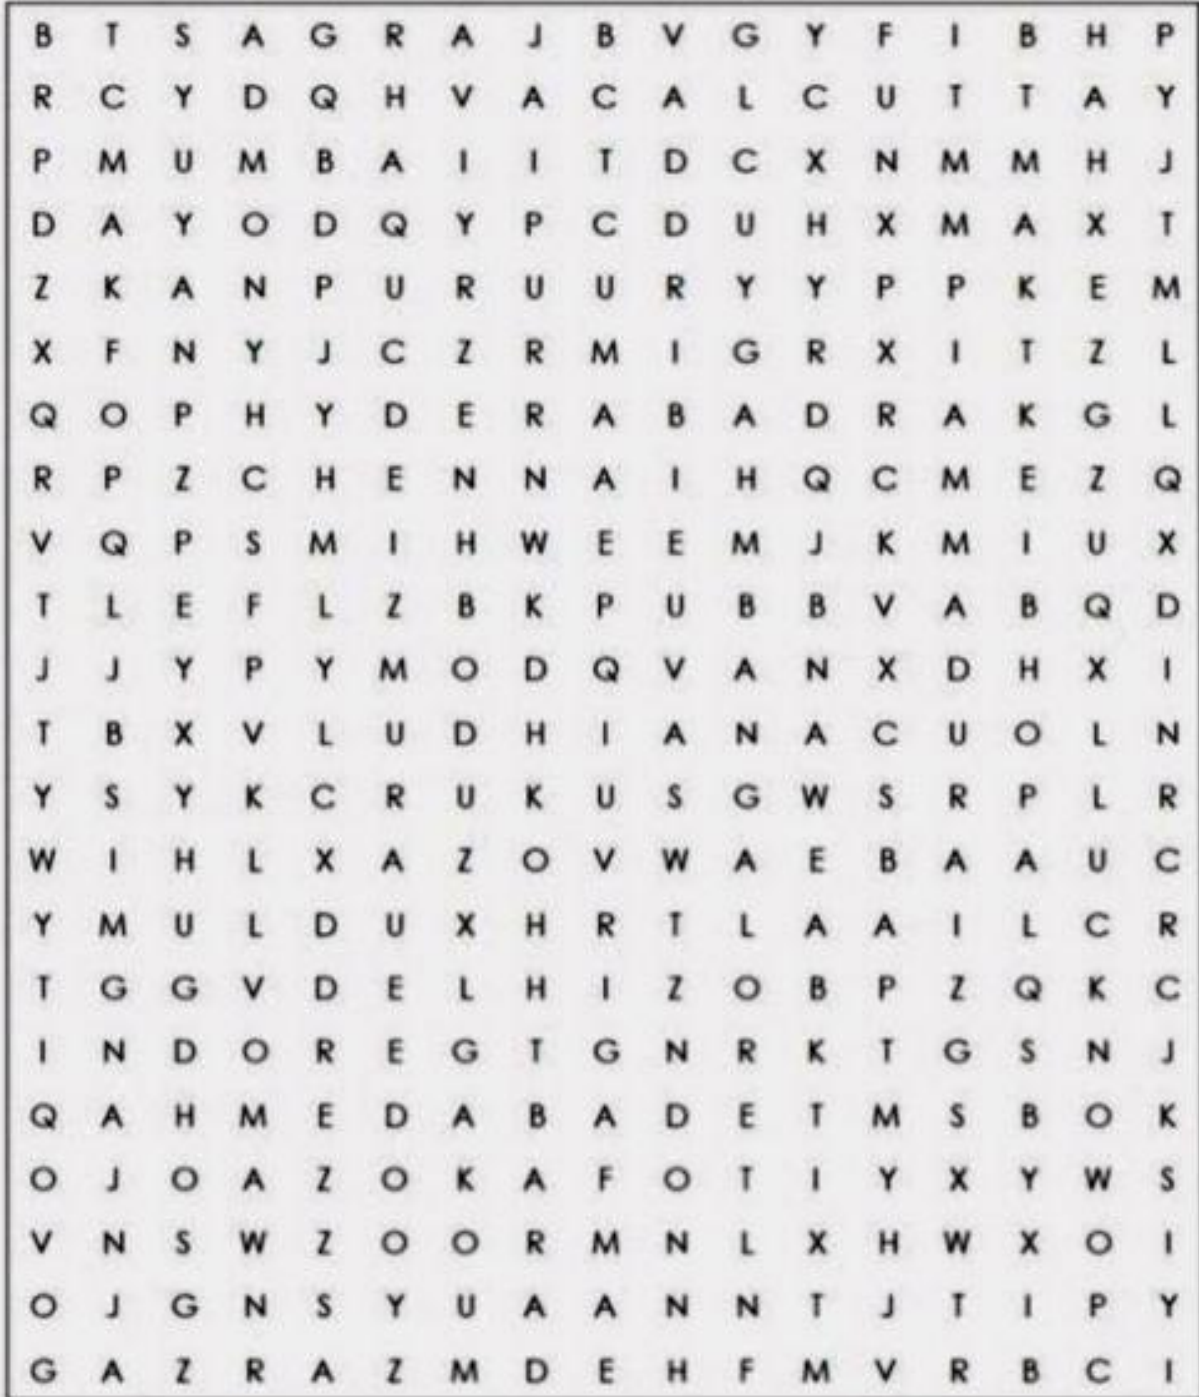 B T S A G R A J B V G Y F I B H P
R C Y D Q H V A C A L C U T T A Y
P M U M B A I I T D C X N M M H J
D A Y O D Q Y P C D U H X M A X T
Z K A N P U R U U R Y Y P P K E M
X F N Y J C Z R M I G R X I T Z L
Q O P H Y D E R A B A D R A K G L
R P Z C H E N N A I H Q C M E Z Q
V Q P S M I H W E E M J K M I U X
T L E F L Z B K P U B B V A B Q D
J J Y P Y M O D Q V A N X D H X I
T B X V L U D H I A N A C U O L N
Y S Y K C R U K U S G W S R P L R
W I H L X A Z O V W A E B A A U C
Y M U L D U X H R T L A A I L C R
T G G V D E L H I Z O B P Z Q K C
I N D O R E G T G N R K T G S N J
Q A H M E D A B A D E T M S B O K
O J O A Z O K A F O T I Y X Y W S
V N S W Z O O R M N L X H W X O I
O J G N S Y U A A N N T J T I P Y
G A Z R A Z M D E H F M V R B C I